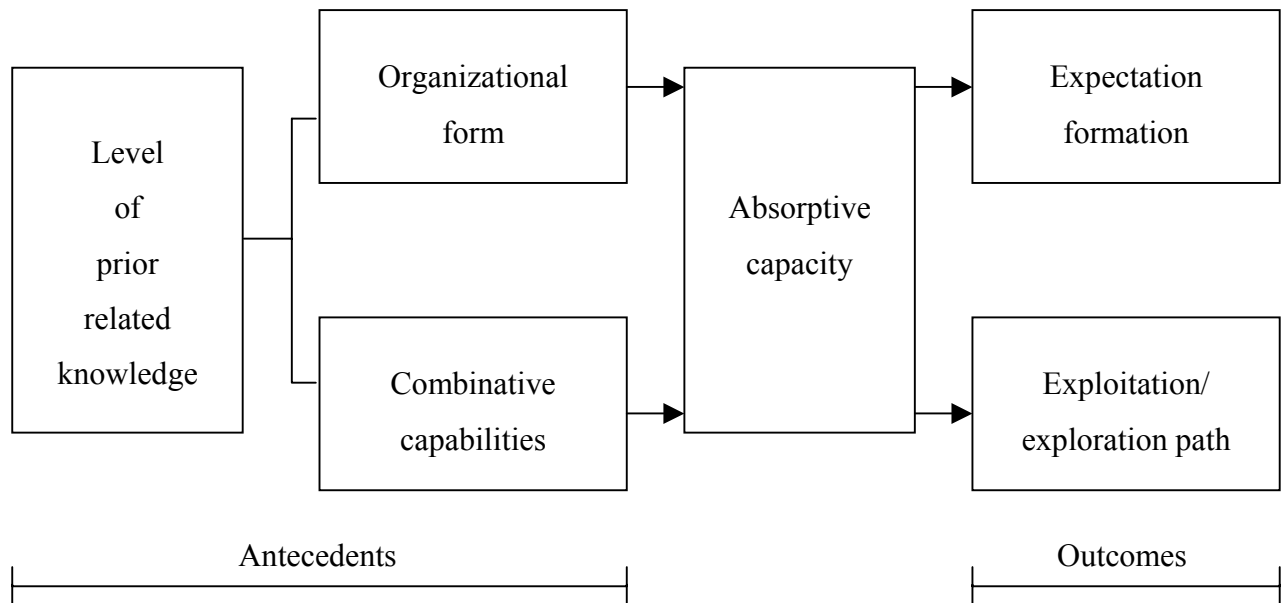 Level
of
prior
related
knowledge
Organizational
form
Combinative
capabilities
Absorptive
capacity
Expectation
formation
Exploitation/
exploration path
Antecedents
Outcomes